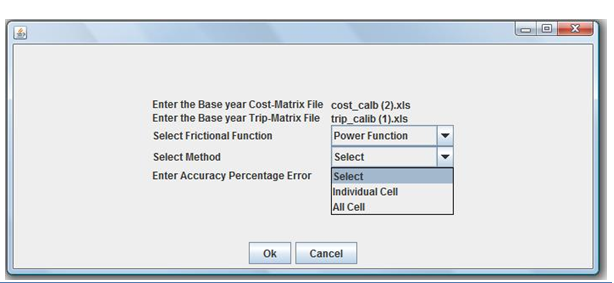 Enter the Base year Cost-Matrix File cost_calb (2).xls
Enter the Base year Trip-Matrix File trip_calib (1).xls
Select Frictional Function Power Function
Select Method Select
Enter Accuracy Percentage Error Select
Individual Cell
All Cell
Ok Cancel